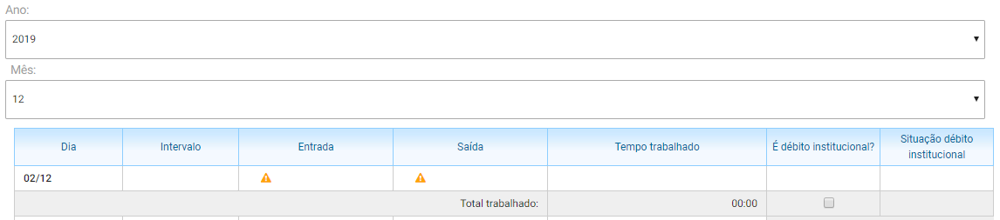 Ano:
2019
Mês:
12
Dia Intervalo Entrada Saída Tempo trabalhado É débito institucional? Situação débito institucional
02/12
Total trabalhado: 00:00